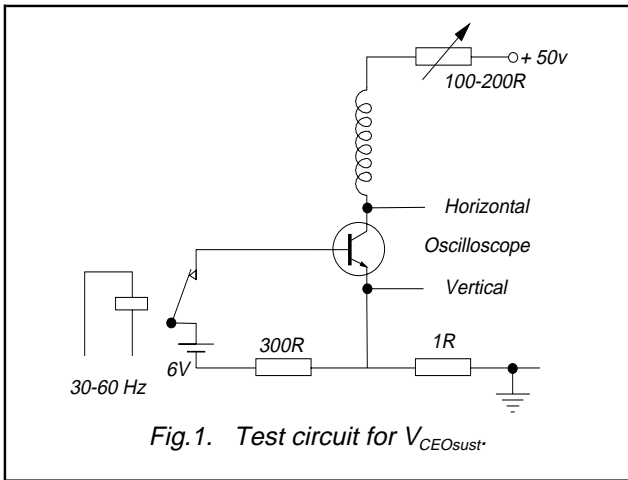 + 50v
100-200R
Horizontal
Oscilloscope
Vertical
300R
1R
6V
30-60 Hz
Fig.1. Test circuit for VCEOsust.